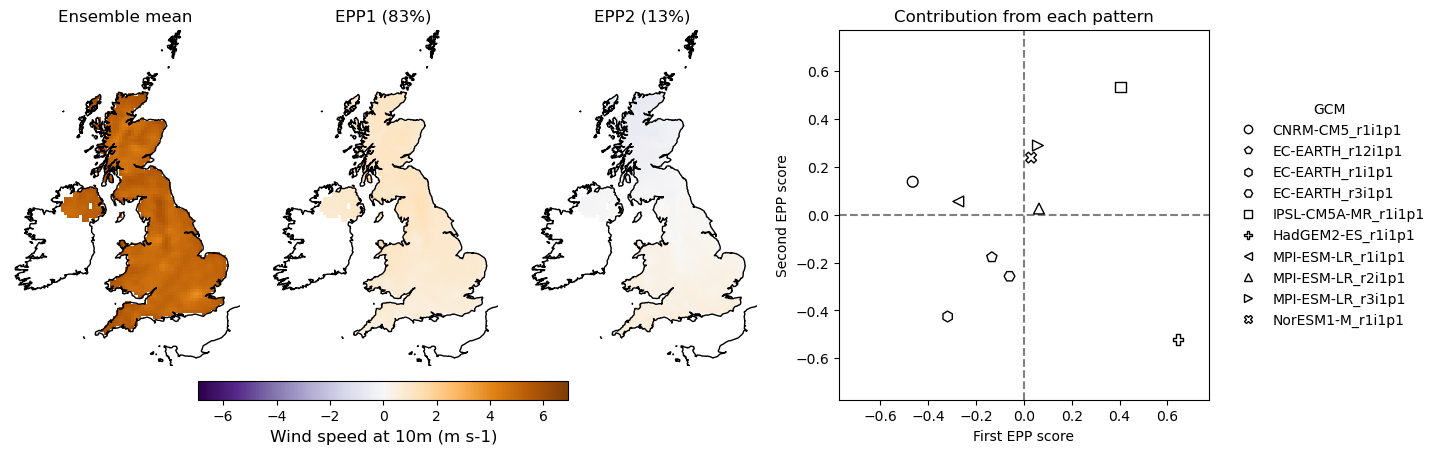 Ensemble mean
EPP1 (83%)
EPP2 (13%)
−6 −4 −2 0 2 4 6
Wind speed at 10m (m s-1)
Contribution from each pattern
Second EPP score
0.6
0.4
0.2
0.0
−0.2
−0.4
−0.6
−0.6 −0.4 −0.2 0.0 0.2 0.4 0.6
First EPP score
GCM
CNRM-CM5_r1i1p1
EC-EARTH_r12i1p1
EC-EARTH_r1i1p1
EC-EARTH_r3i1p1
IPSL-CM5A-MR_r1i1p1
HadGEM2-ES_r1i1p1
MPI-ESM-LR_r1i1p1
MPI-ESM-LR_r2i1p1
MPI-ESM-LR_r3i1p1
NorESM1-M_r1i1p1